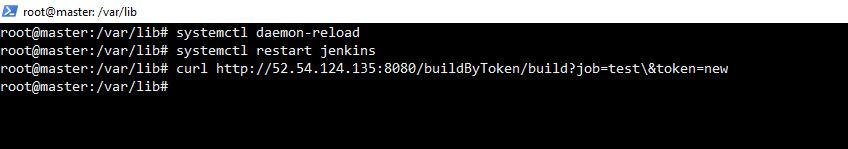 root@master: /var/lib
root@master:/var/lib# systemctl daemon-reload
root@master:/var/lib# systemctl restart jenkins
root@master:/var/lib# curl http://52.54.124.135:8080/buildByToken/build?job=test\&token=new
root@master:/var/lib#